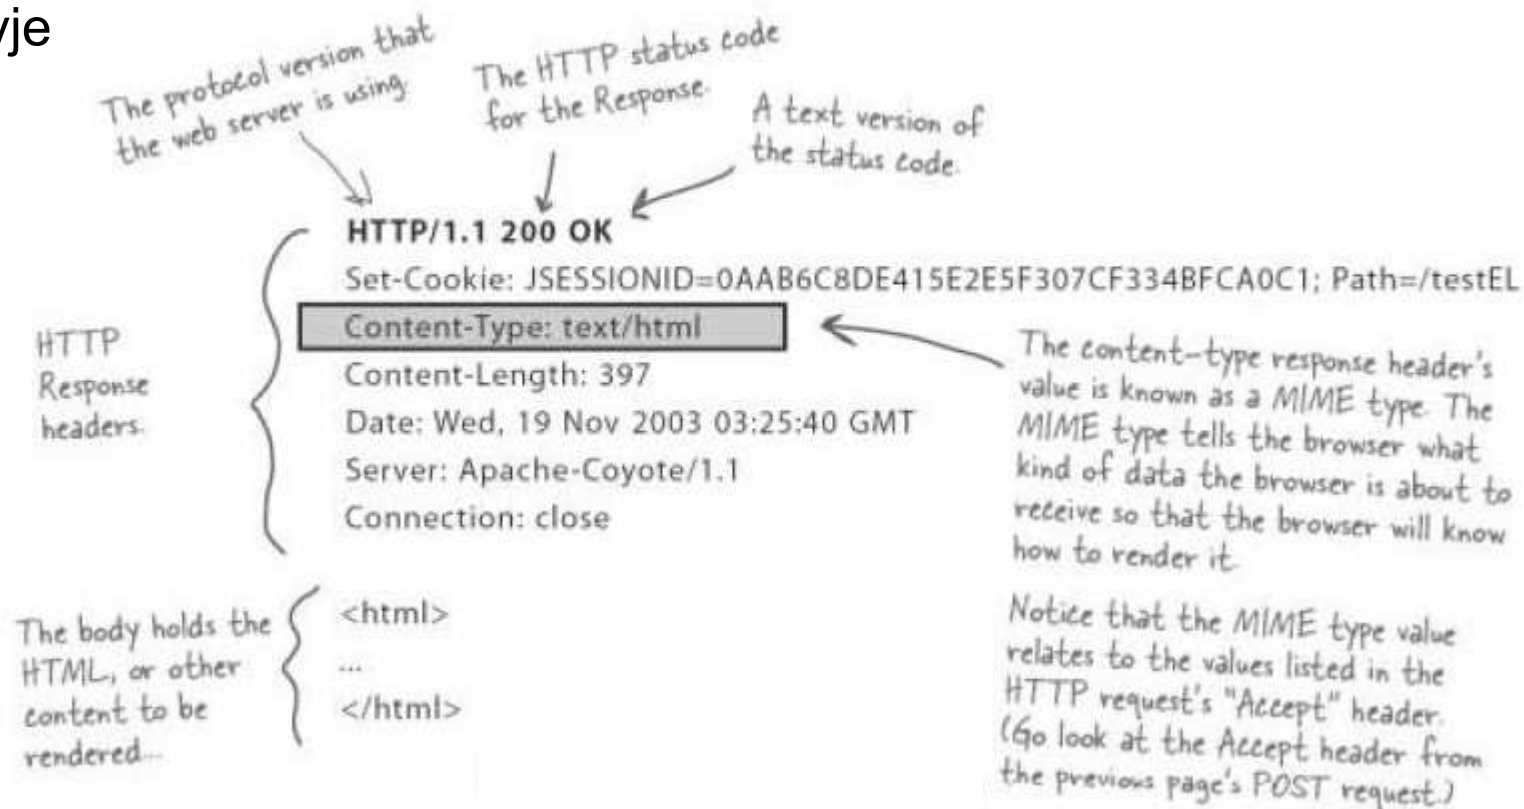 vje
The protocol version that
the web server is using.
The HTTP status code
for the Response.
A text version of
the status code.
HTTP/1.1 200 OK
Set-Cookie: JSESSIONID=0AAB6C8DE415E2E5F307CF334BFCA0C1; Path=/testEL
Content-Type: text/html
Content-Length: 397
Date: Wed, 19 Nov 2003 03:25:40 GMT
Server: Apache-Coyote/1.1
Connection: close
HTTP
Response
headers.
The content-type response header's
value is known as a MIME type. The
MIME type tells the browser what
kind of data the browser is about to
receive so that the browser will know
how to render it.
Notice that the MIME type value
relates to the values listed in the
HTTP request's "Accept" header.
(Go look at the Accept header from
the previous page's POST request.)
The body holds the
HTML, or other
content to be
rendered...
<html>
...
</html>